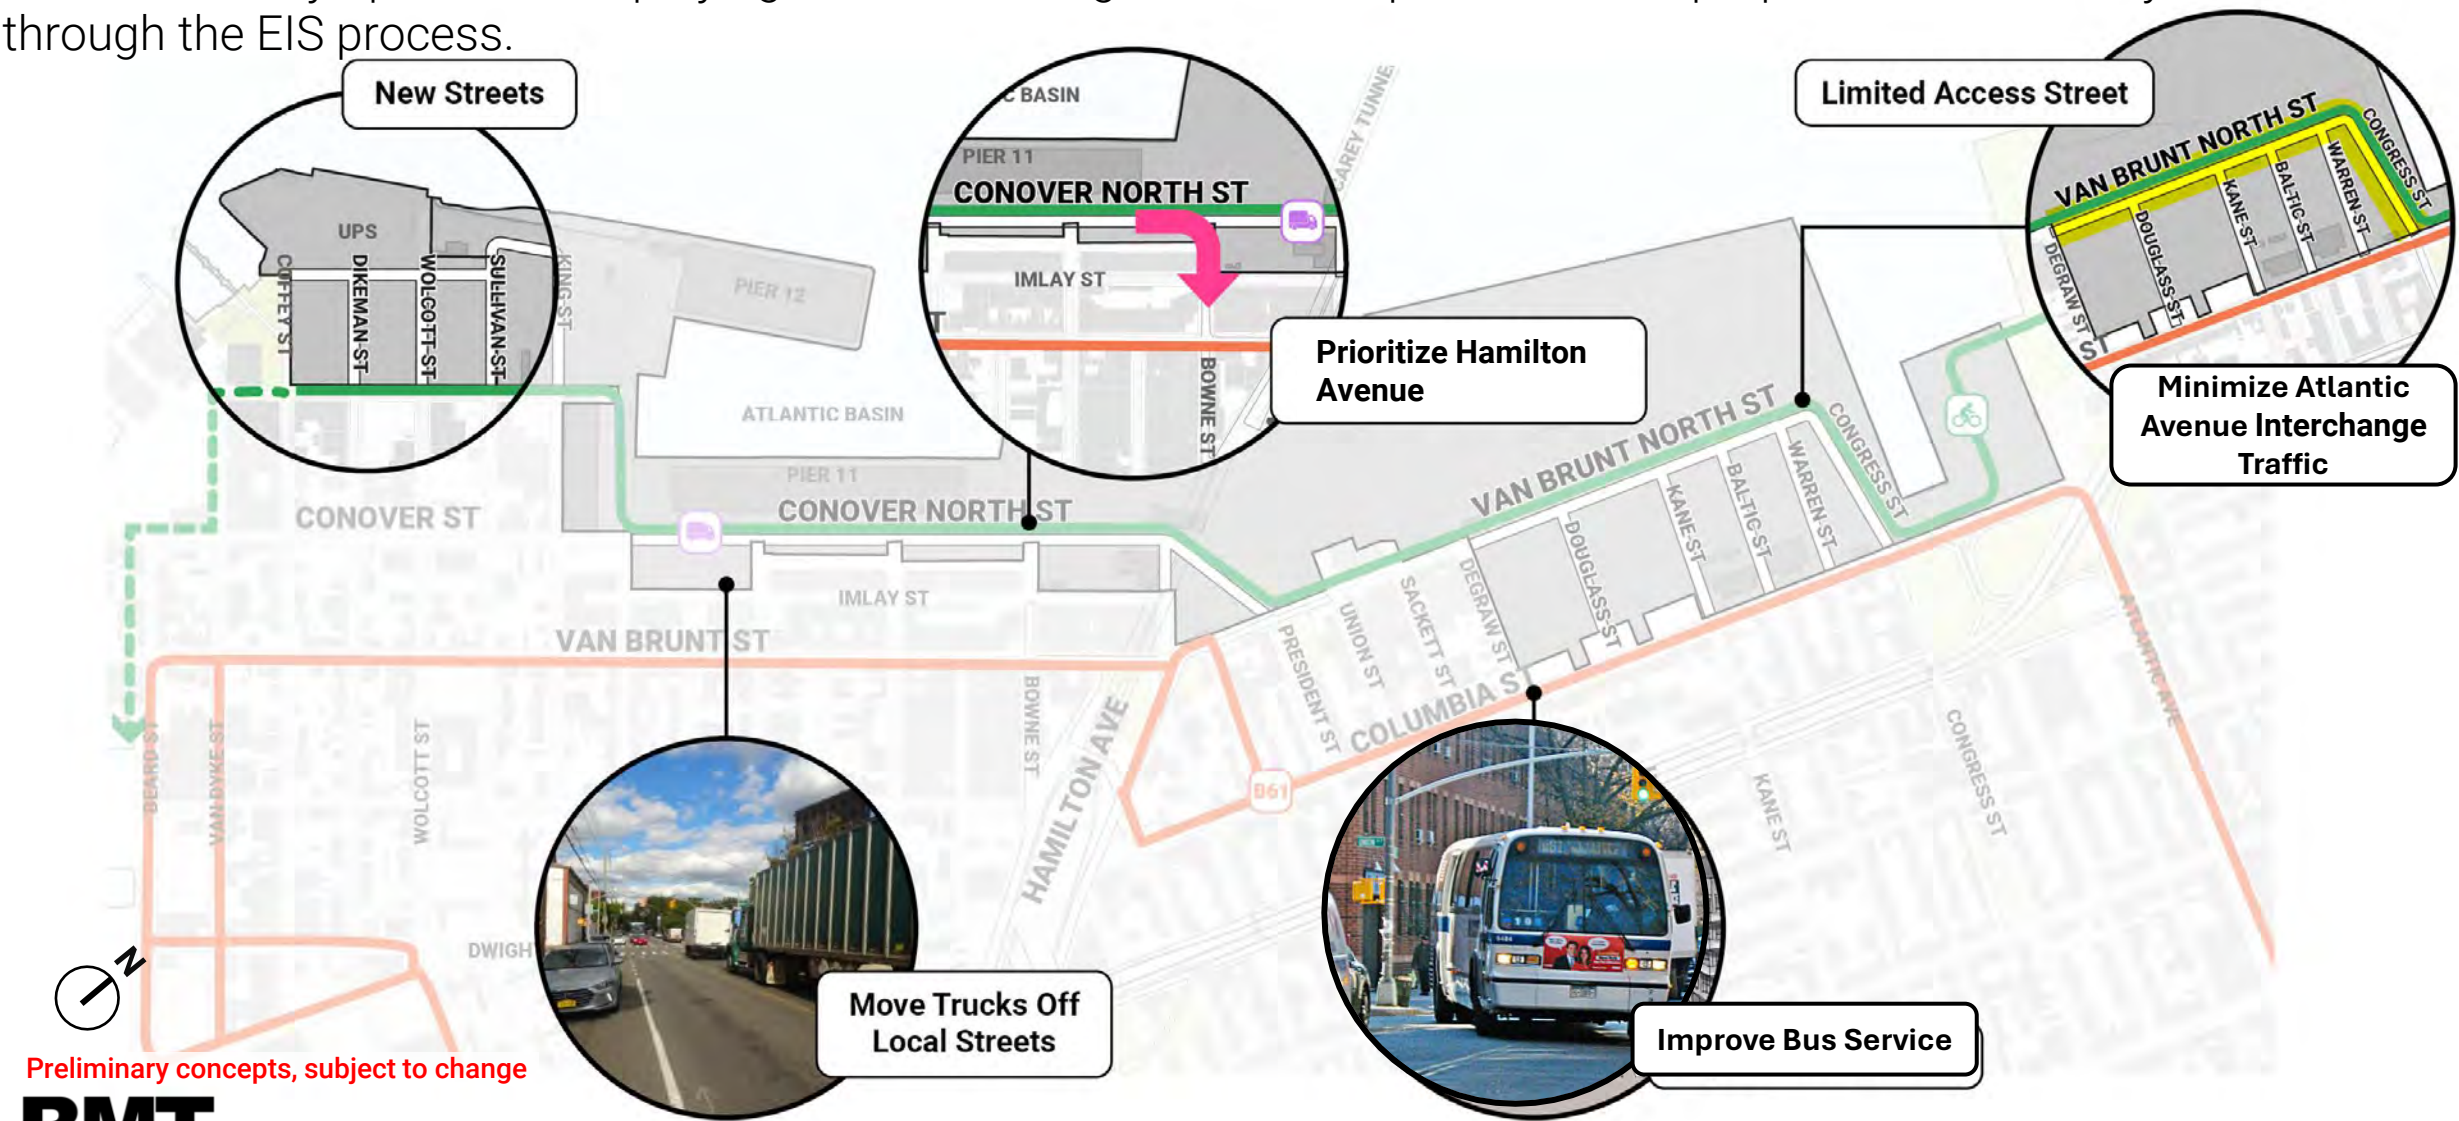 through the EIS process.
New Streets
UPS
COFFEY ST
DIKEMAN ST
WOLCOTT ST
SULLIVAN ST
KING ST
PIER 12
ATLANTIC BASIN
PIER 11
CONOVER ST
CONOVER NORTH ST
C BASIN
PIER 11
CONOVER NORTH ST
IMLAY ST
T
BOWNE ST
CAREY TUNNE
Prioritize Hamilton
Avenue
Limited Access Street
VAN BRUNT NORTH ST
CONGRESS ST
WARREN ST
BALTIC ST
KANE ST
DOUGLASS ST
DEGRAW ST
ST
Minimize Atlantic
Avenue Interchange
Traffic
VAN BRUNT NORTH ST
CONGRESS ST
WARREN ST
BALTIC ST
KANE ST
DOUGLASS ST
DEGRAW ST
SACKETT ST
UNION ST
PRESIDENT ST
COLUMBIA ST
IMLAY ST
VAN BRUNT ST
BEARD ST
VAN DYKE ST
WOLCOTT ST
BOWNE ST
HAMILTON AVE
B61
KANE ST
CONGRESS ST
ATLANTIC AVE
DWIGH
N
Move Trucks Off
Local Streets
Improve Bus Service
Preliminary concepts, subject to change
BMT